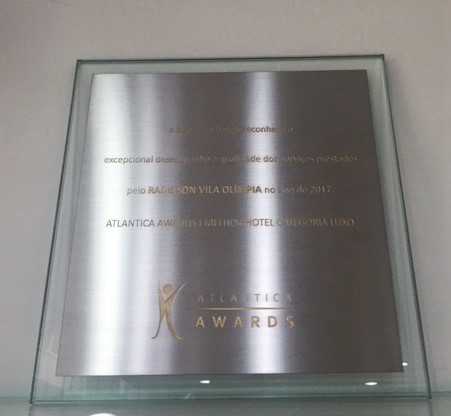 reconhece a
excepcional desempenho e qualidade dos serviços prestados
pelo RADISSON VILA OLÍMPIA no ano de 2017.
ATLANTICA AWARDS I MELHOR HOTEL CATEGORIA LUXO
ATLANTICA
AWARDS